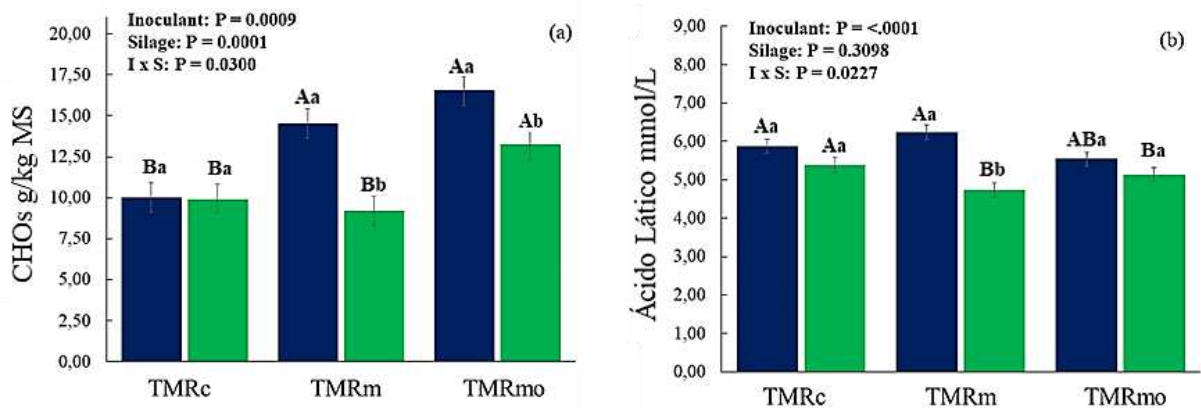 Inoculant: P = 0.0009
Silage: P = 0.0001
I x S: P = 0.0300
(a)
CHOs g/kg MS
20,00
17,50
15,00
12,50
10,00
7,50
5,00
2,50
0,00
Ba Ba Aa Bb Aa Ab
TMRc TMRm TMRmo
Inoculant: P = <.0001
Silage: P = 0.3098
I x S: P = 0.0227
(b)
Ácido Lático mmol/L
9,00
8,00
7,00
6,00
5,00
4,00
3,00
2,00
1,00
0,00
Aa Aa Aa Bb ABa Ba
TMRc TMRm TMRmo